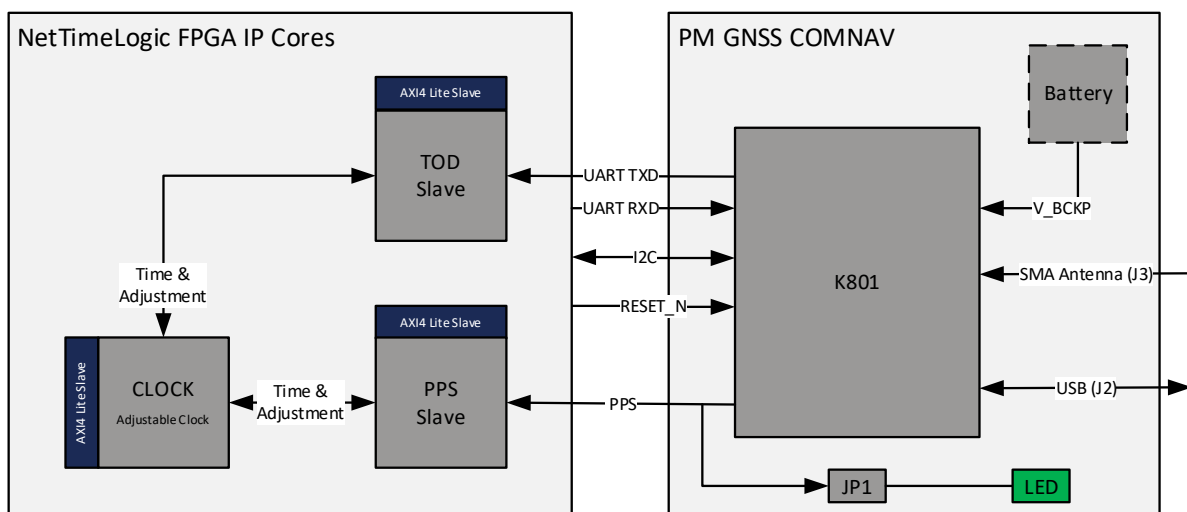 NetTimeLogic FPGA IP Cores
AXI4 Lite Slave
TOD
Slave
Time &
Adjustment
AXI4 Lite Slave
CLOCK
Adjustable Clock
Time &
Adjustment
AXI4 Lite Slave
PPS
Slave
UART TXD
UART RXD
I2C
RESET_N
PPS
PM GNSS COMNAV
Battery
V_BCKP
K801
SMA Antenna (J3)
USB (J2)
JP1
LED